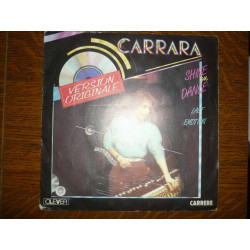 CARRARA
VERSION
ORIGINALE
SHINE
ON
DANCE
LAST
EMOTION
CLEVER
CARRERE